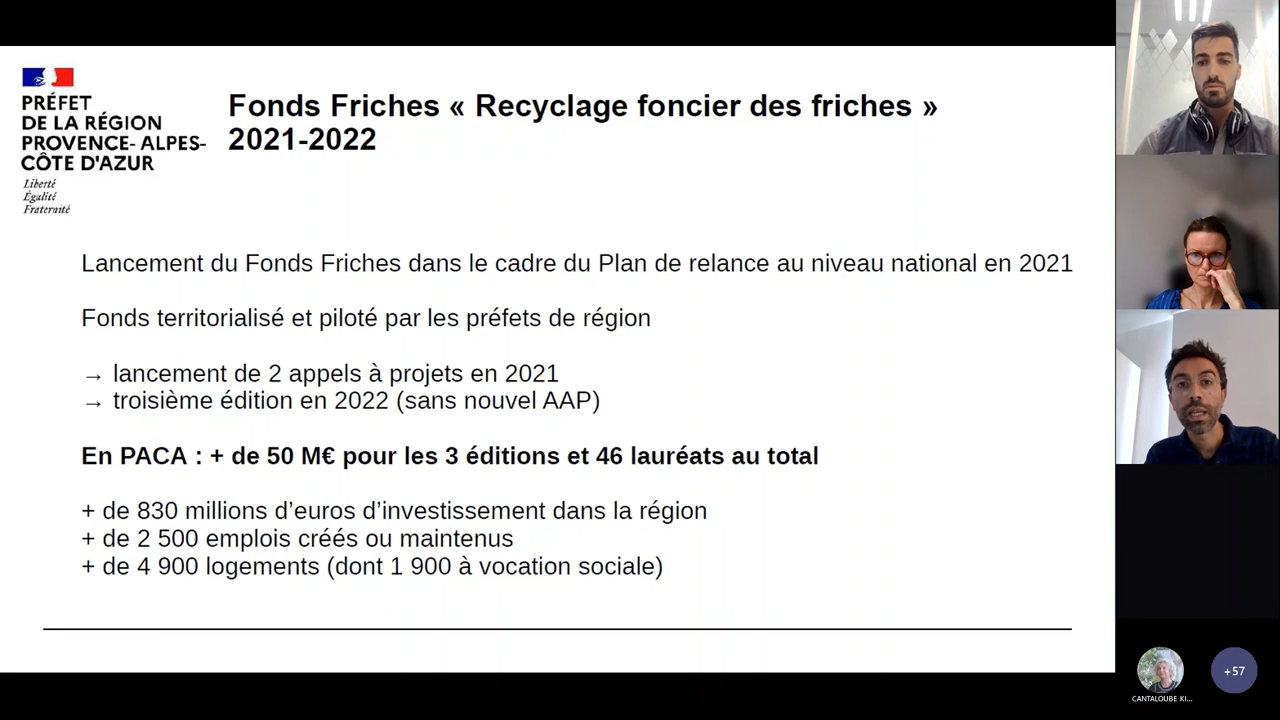 PRÉFET
DE LA RÉGION
PROVENCE- ALPES-
CÔTE D'AZUR
Liberté
Égalité
Fraternité
Fonds Friches « Recyclage foncier des friches »
2021-2022
Lancement du Fonds Friches dans le cadre du Plan de relance au niveau national en 2021
Fonds territorialisé et piloté par les préfets de région
→ lancement de 2 appels à projets en 2021
→ troisième édition en 2022 (sans nouvel AAP)
En PACA : + de 50 M€ pour les 3 éditions et 46 lauréats au total
+ de 830 millions d’euros d’investissement dans la région
+ de 2 500 emplois créés ou maintenus
+ de 4 900 logements (dont 1 900 à vocation sociale)
CANTALOUBE KI...
+57